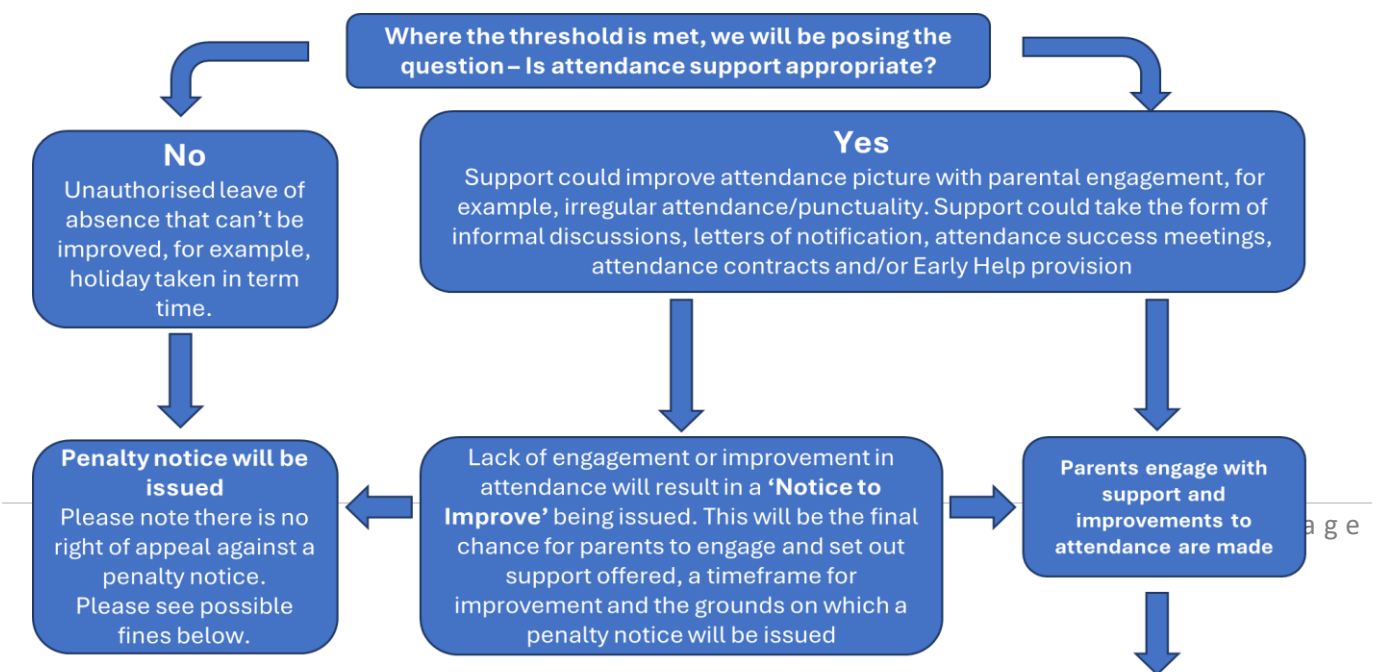 Where the threshold is met, we will be posing the
question – Is attendance support appropriate?
No
Unauthorised leave of
absence that can't be
improved, for example,
holiday taken in term
time.
Yes
Support could improve attendance picture with parental engagement, for
example, irregular attendance/punctuality. Support could take the form of
informal discussions, letters of notification, attendance success meetings,
attendance contracts and/or Early Help provision
Penalty notice will be
issued
Please note there is no
right of appeal against a
penalty notice.
Please see possible
fines below.
Lack of engagement or improvement in
attendance will result in a ‘Notice to
Improve’ being issued. This will be the final
chance for parents to engage and set out
support offered, a timeframe for
improvement and the grounds on which a
penalty notice will be issued
Parents engage with
support and
improvements to
attendance are made
age